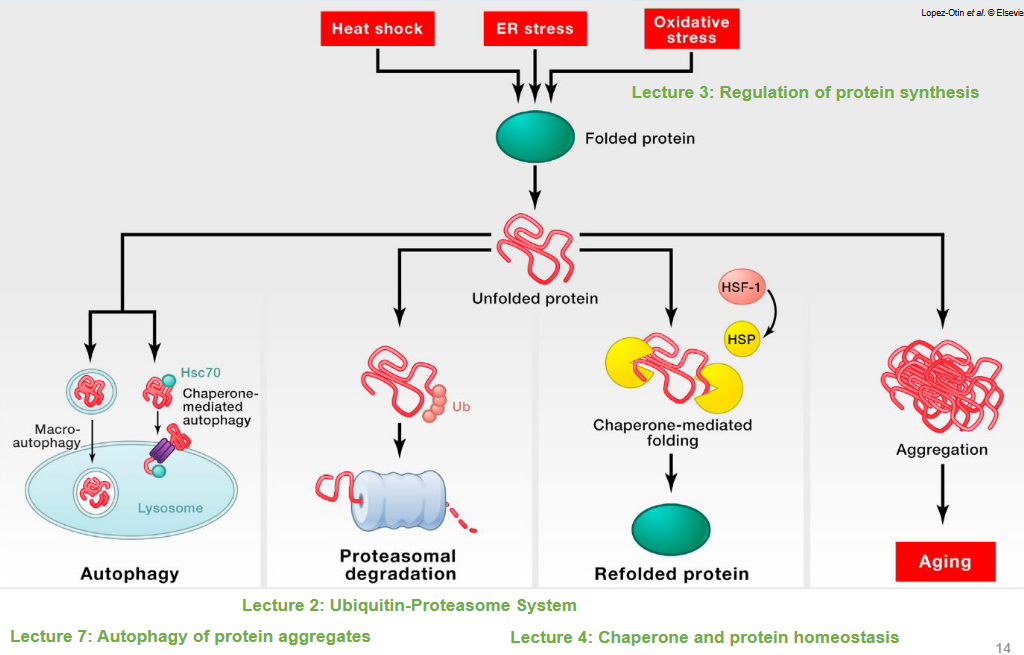 Lopez-Otin et al. © Elsevie
Heat shock
ER stress
Oxidative
stress
Lecture 3: Regulation of protein synthesis
Folded protein
Unfolded protein
HSF-1
HSP
Hsc70
Chaperone-
mediated
autophagy
Macro-
autophagy
Lysosome
Autophagy
Ub
Proteasomal
degradation
Chaperone-mediated
folding
Refolded protein
Aggregation
Aging
Lecture 2: Ubiquitin-Proteasome System
Lecture 7: Autophagy of protein aggregates
Lecture 4: Chaperone and protein homeostasis
14